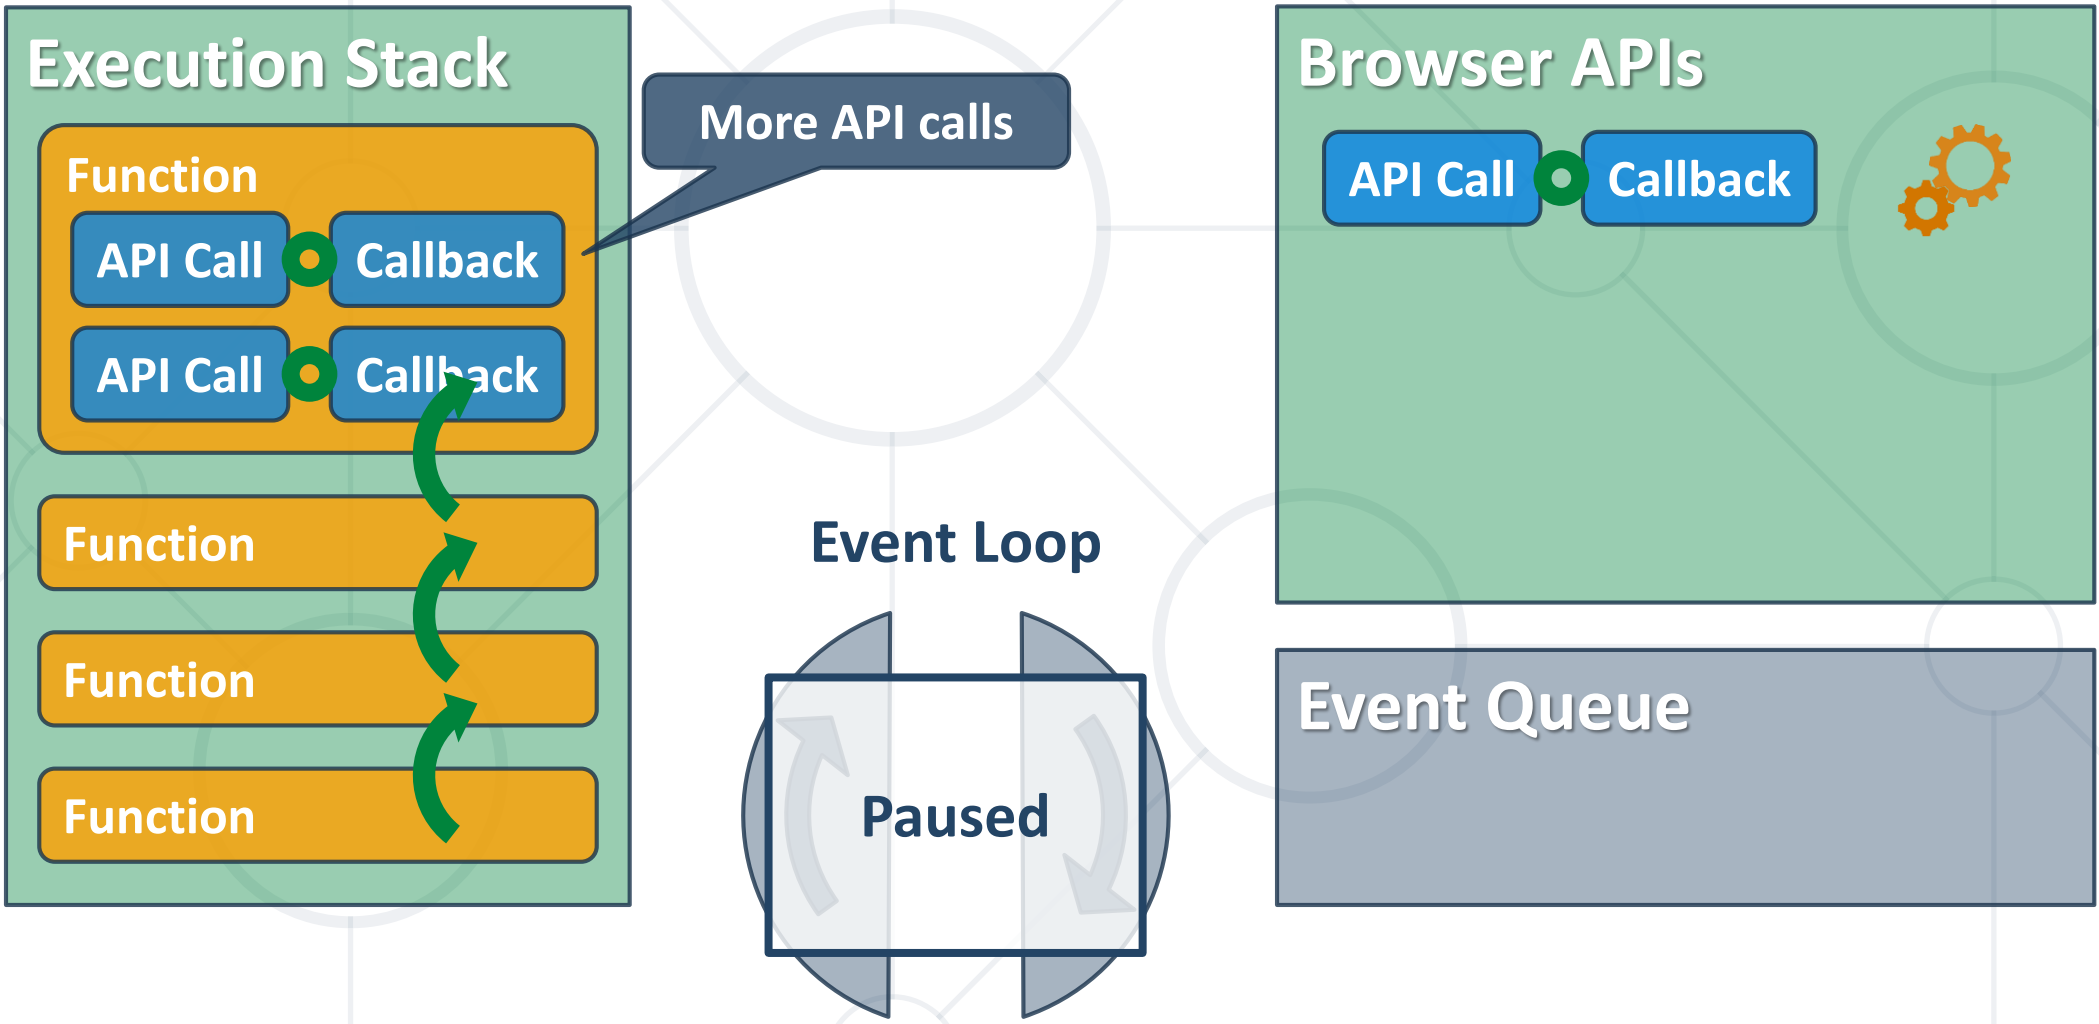 Execution Stack
Function
API Call
Callback
API Call
Callback
Function
Function
Function
More API calls
Event Loop
Paused
Browser APIs
API Call
Callback
Event Queue